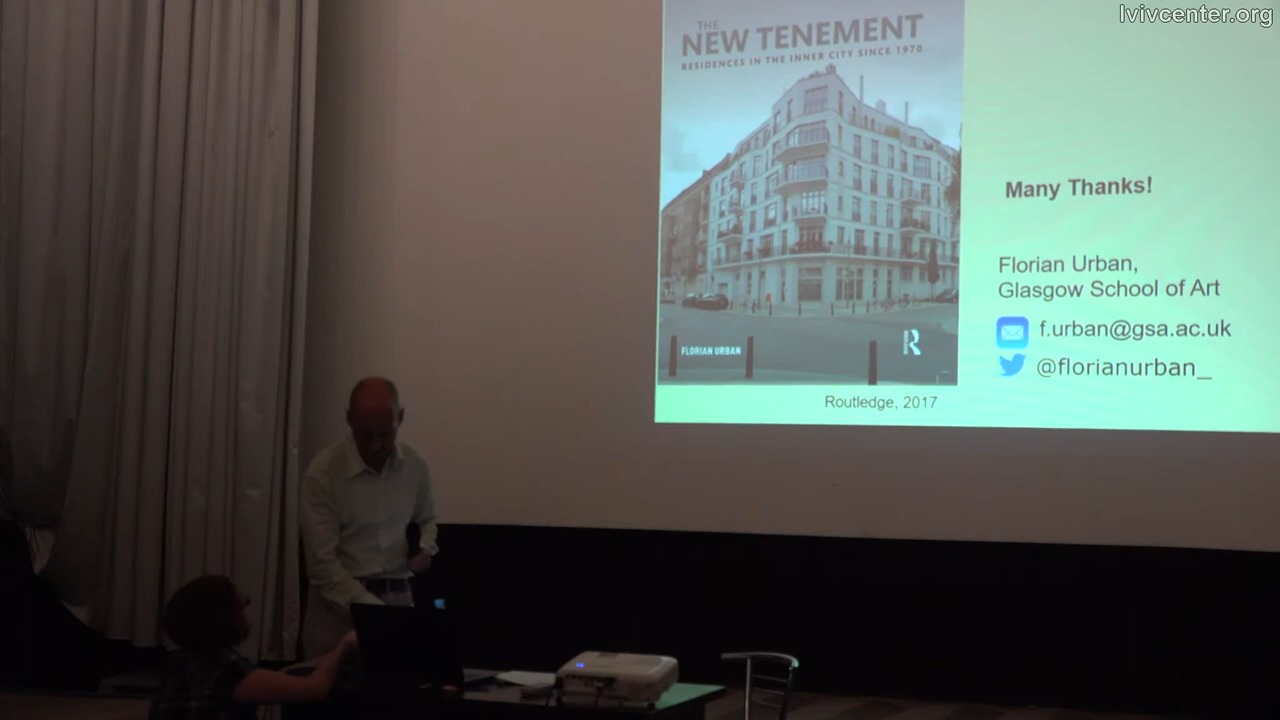 lvivcenter.org
THE
NEW TENEMENT
RESIDENCES IN THE INNER CITY SINCE 1970
FLORIAN URBAN
R
Routledge, 2017
Many Thanks!
Florian Urban,
Glasgow School of Art
f.urban@gsa.ac.uk
@florianurban_